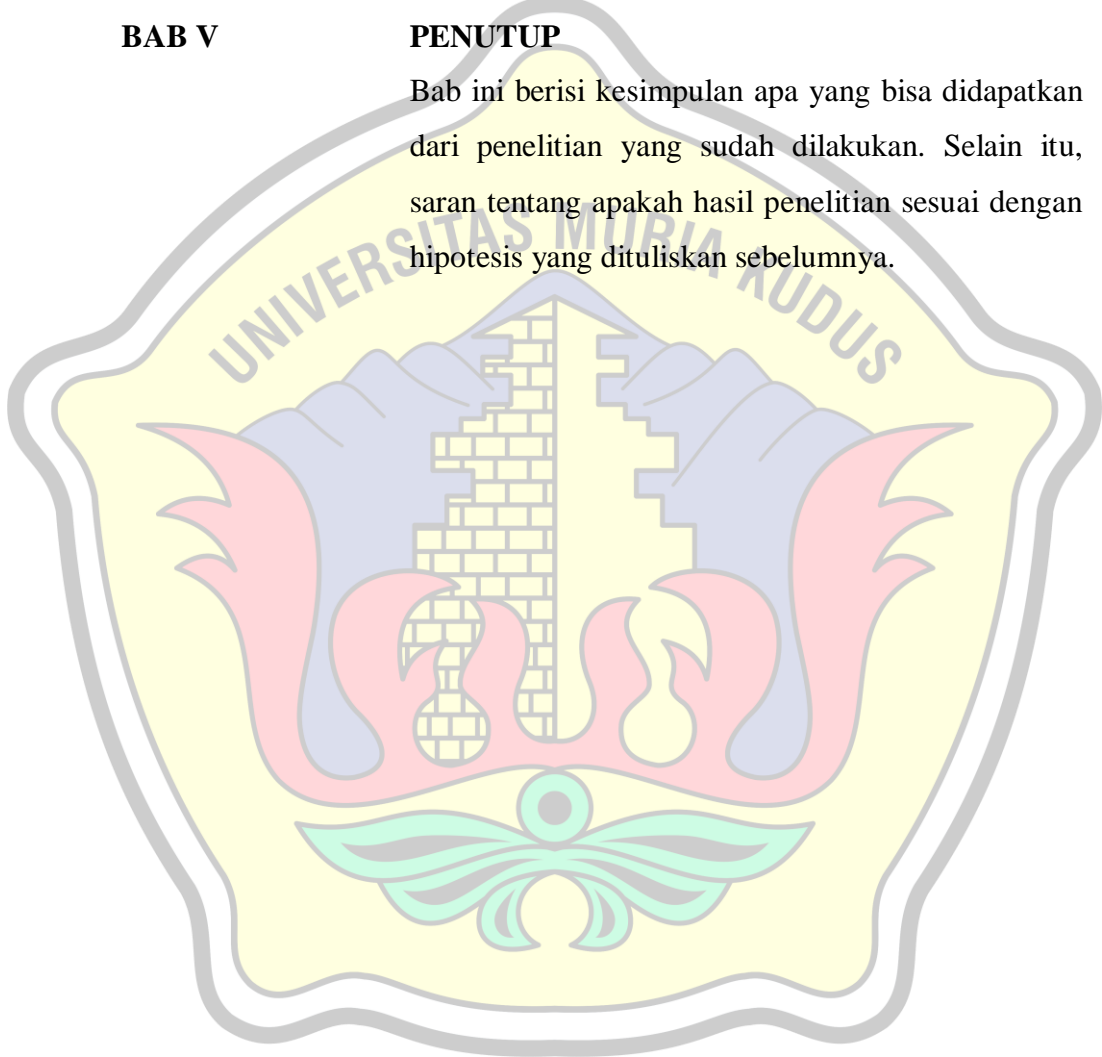 BAB V PENUTUP
Bab ini berisi kesimpulan apa yang bisa didapatkan
dari penelitian yang sudah dilakukan. Selain itu,
saran tentang apakah hasil penelitian sesuai dengan
hipotesis yang dituliskan sebelumnya.
UNIVERSITAS MURIA KUDUS